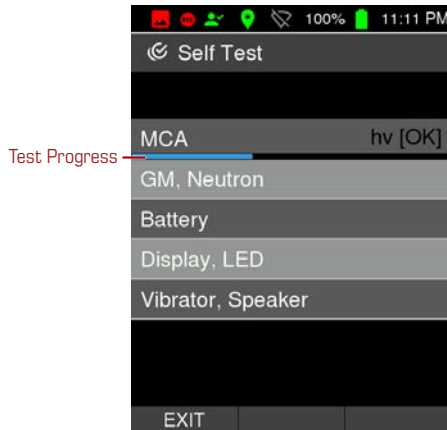 100% 11:11 PM
Self Test
MCA hv [OK]
Test Progress
GM, Neutron
Battery
Display, LED
Vibrator, Speaker
EXIT